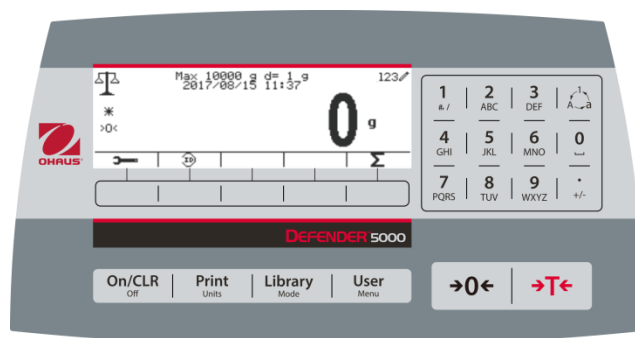 Max 10000 g d= 1 g
123
2017/08/15 11:37
0 g
>0<
ID
Σ
OHAUS
DEFENDER 5000
On/CLR
Off
Print
Units
Library
Mode
User
Menu
1
2
ABC
3
DEF
1 A a
4
GHI
5
JKL
6
MNO
0
7
PQRS
8
TUV
9
WXYZ
.
+/-
→0←
→T←